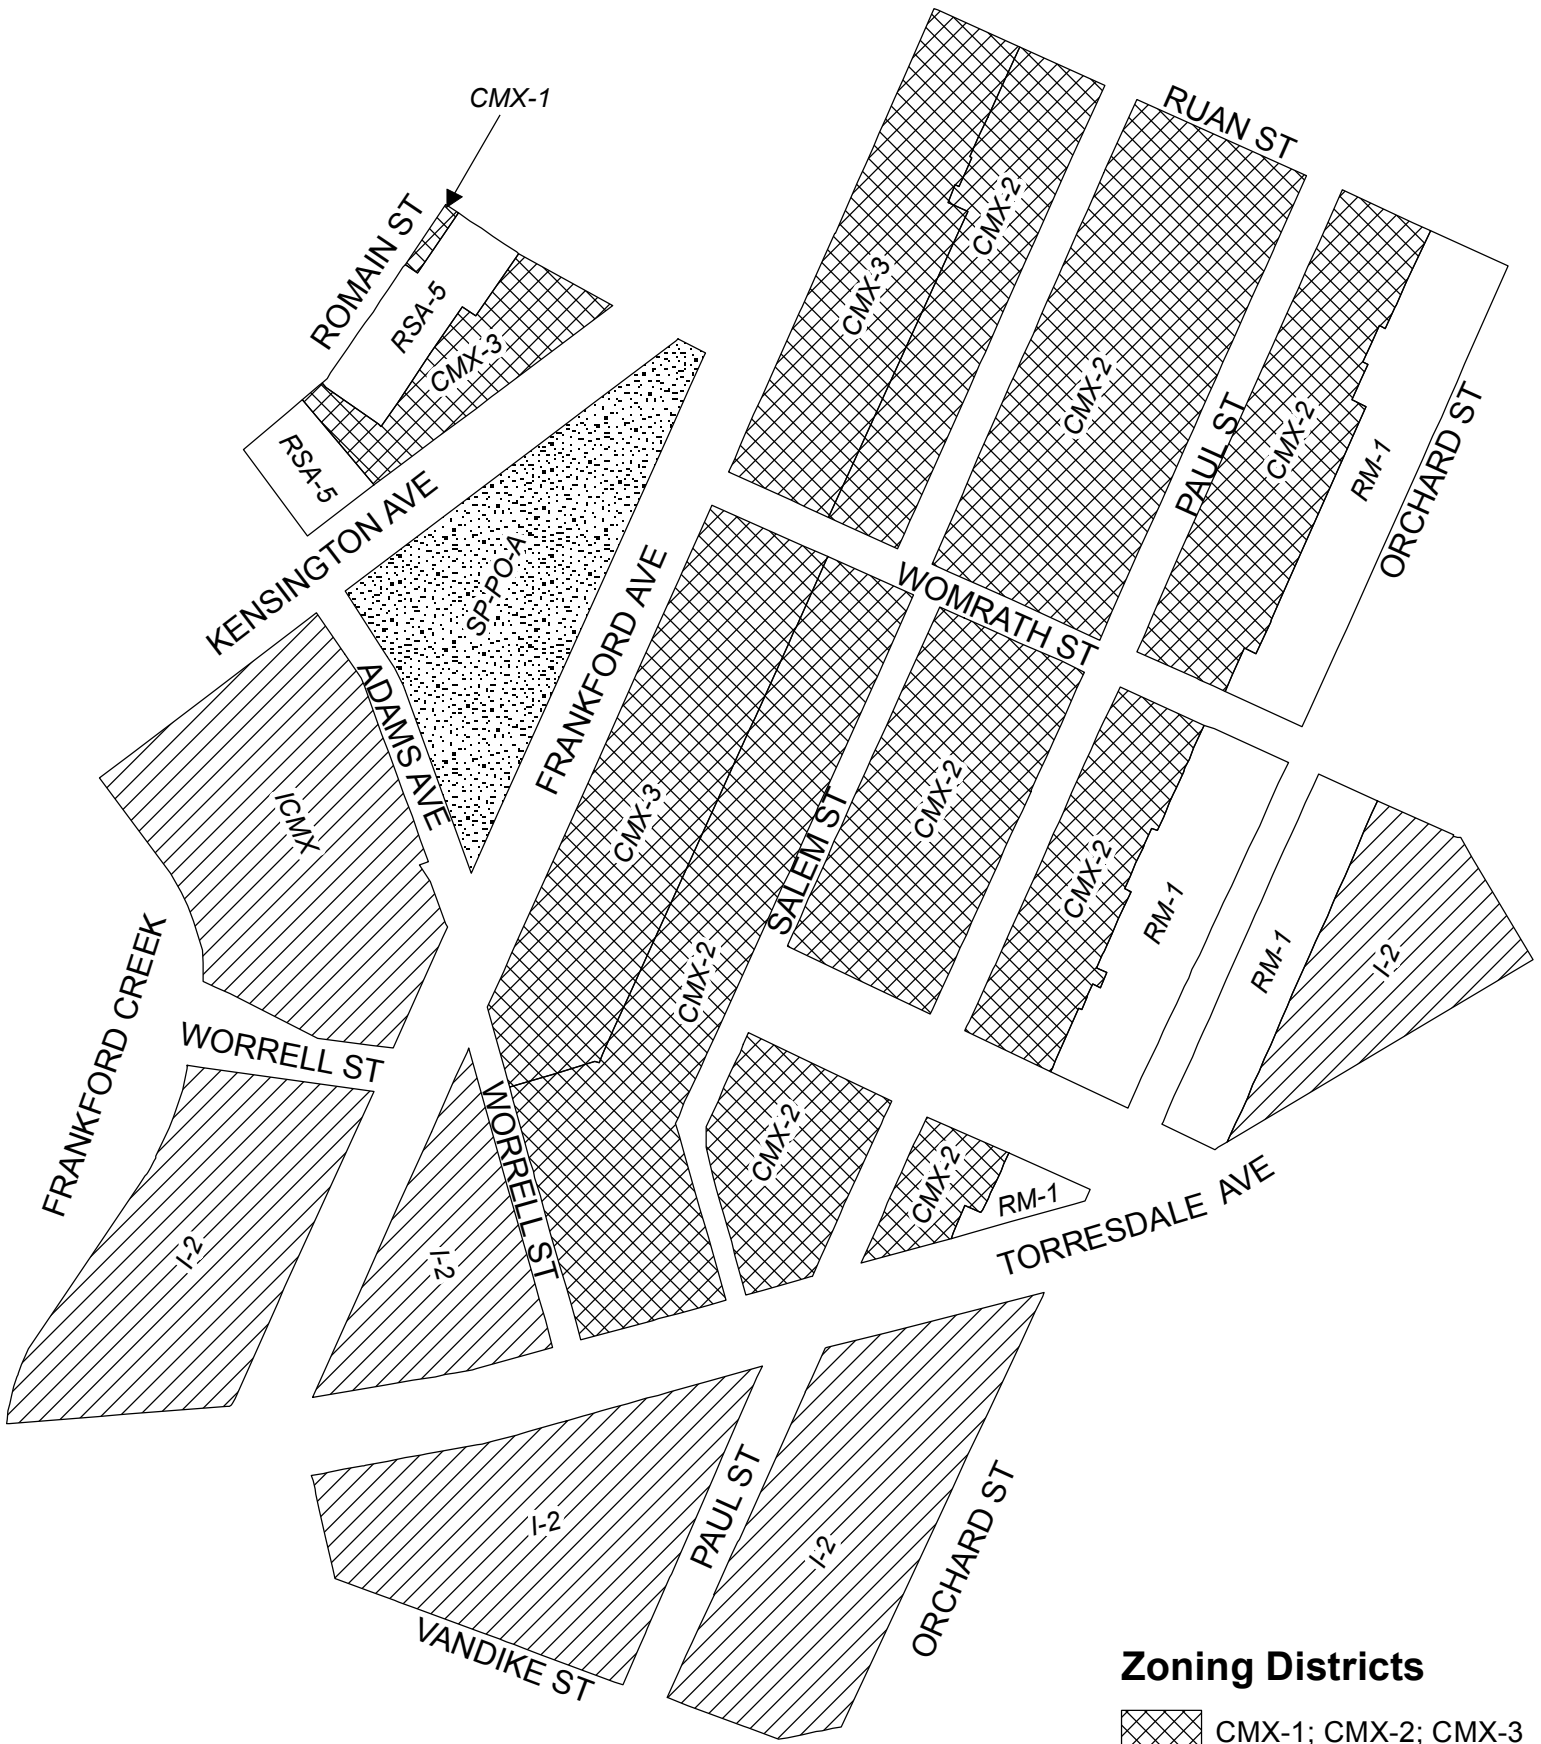 CMX-1
RUAN ST
ROMAIN ST
CMX-2
CMX-3
RSA-5
CMX-3
CMX-2
PAUL ST
CMX-2
RM-1
ORCHARD ST
RSA-5
KENSINGTON AVE
SP-PO-A
FRANKFORD AVE
WOMRATH ST
ADAMS AVE
ICMX
CMX-3
SALEM ST
CMX-2
CMX-2
RM-1
RM-1
I-2
CMX-2
FRANKFORD CREEK
WORRELL ST
WORRELL ST
CMX-2
CMX-2
RM-1
TORRESDALE AVE
I-2
I-2
I-2
PAUL ST
I-2
ORCHARD ST
VANDIKE ST
Zoning Districts
CMX-1; CMX-2; CMX-3